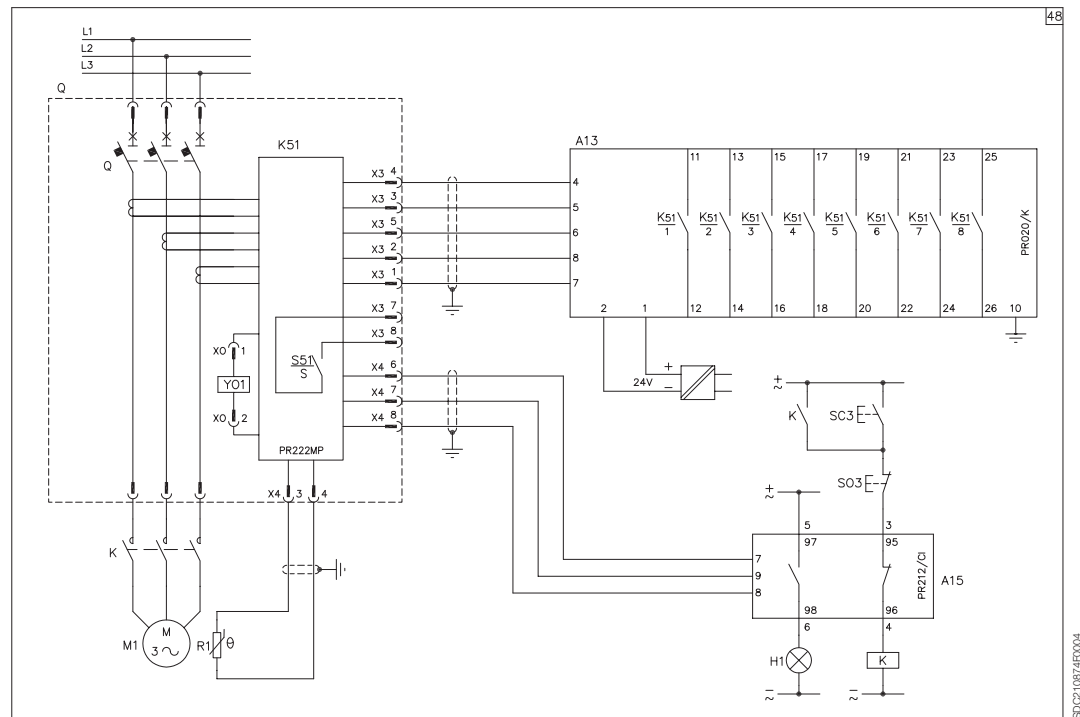 48
L1
L2
L3
Q
Q
K51
X3 4
X3 3
X3 5
X3 2
X3 1
X3 7
X3 8
X4 6
X4 7
X4 8
S51
S
X0 1
Y01
X0 2
PR222MP
X4 3 4
A13
4
5
6
8
7
11 13 15 17 19 21 23 25
K51 K51 K51 K51 K51 K51 K51 K51
1 2 3 4 5 6 7 8
PR020/K
2 1 12 14 16 18 20 22 24 26 10
+
24V −
+
~
K SC3
SO3
+
~
5 3
97 95
7
9
8
PR212/CI
A15
98 96
6 4
H1 K
− −
~ ~
K
M1
M
3 ~
R1 θ